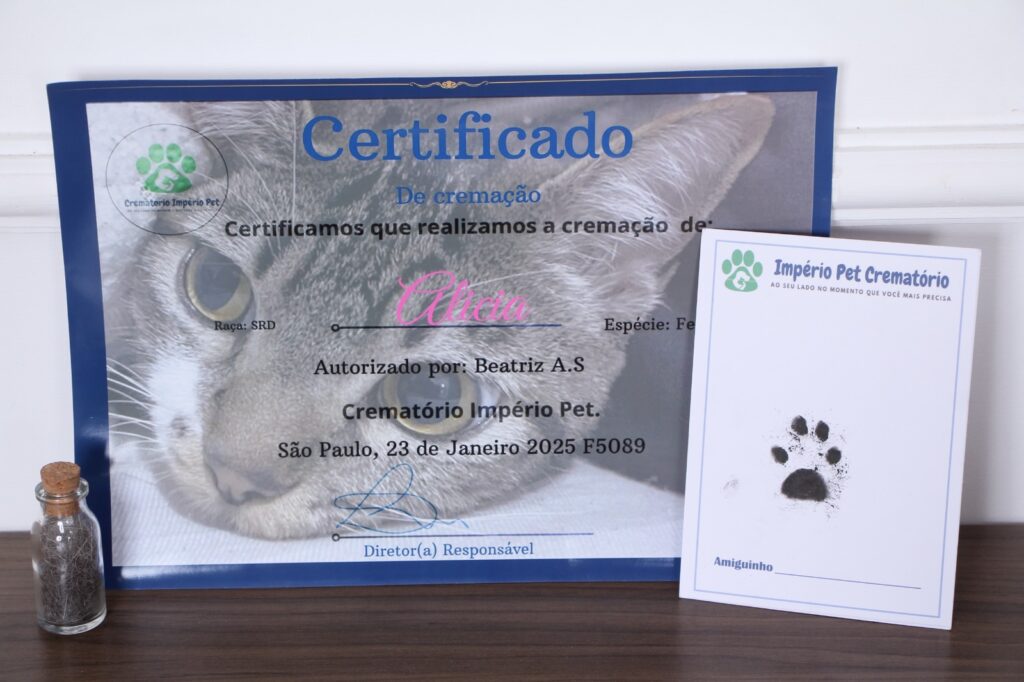 Certificado
De cremação
Crematório Império Pet
Certificamos que realizamos a cremação de:
Alicia
Raça: SRD
Espécie: Fe
Autorizado por: Beatriz A.S
Crematório Império Pet.
São Paulo, 23 de Janeiro 2025 F5089
Diretor(a) Responsável
Império Pet Crematório
AO SEU LADO NO MOMENTO QUE VOCÊ MAIS PRECISA
Amiguinho